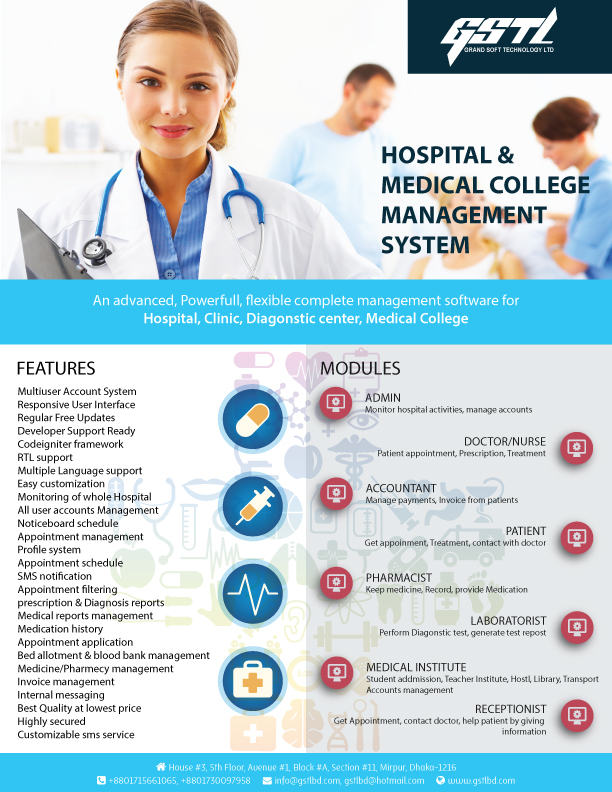 GSTL
GRAND SOFT TECHNOLOGY LTD
HOSPITAL &
MEDICAL COLLEGE
MANAGEMENT
SYSTEM
An advanced, Powerfull, flexible complete management software for
Hospital, Clinic, Diagonstic center, Medical College
FEATURES
Multiuser Account System
Responsive User Interface
Regular Free Updates
Developer Support Ready
Codeigniter framework
RTL support
Multiple Language support
Easy customization
Monitoring of whole Hospital
All user accounts Management
Noticeboard schedule
Appointment management
Profile system
Appointment schedule
SMS notification
Appointment filtering
prescription & Diagnosis reports
Medical reports management
Medication history
Appointment application
Bed allotment & blood bank management
Medicine/Pharmecy management
Invoice management
Internal messaging
Best Quality at lowest price
Highly secured
Customizable sms service
MODULES
ADMIN
Monitor hospital activities, manage accounts
DOCTOR/NURSE
Patient appointment, Prescription, Treatment
ACCOUNTANT
Manage payments, Invoice from patients
PATIENT
Get appoinment, Treatment, contact with doctor
PHARMACIST
Keep medicine, Record, provide Medication
LABORATORIST
Perform Diagonstic test, generate test repost
MEDICAL INSTITUTE
Student addmission, Teacher Institute, Hostl, Library, Transport
Accounts management
RECEPTIONIST
Get Appointment, contact doctor, help patient by giving
information
House #3, 5th Floor, Avenue #1, Block #A, Section #11, Mirpur, Dhaka-1216
+8801715661065, +8801730097958 info@gstlbd.com, gstlbd@hotmail.com www.gstlbd.com